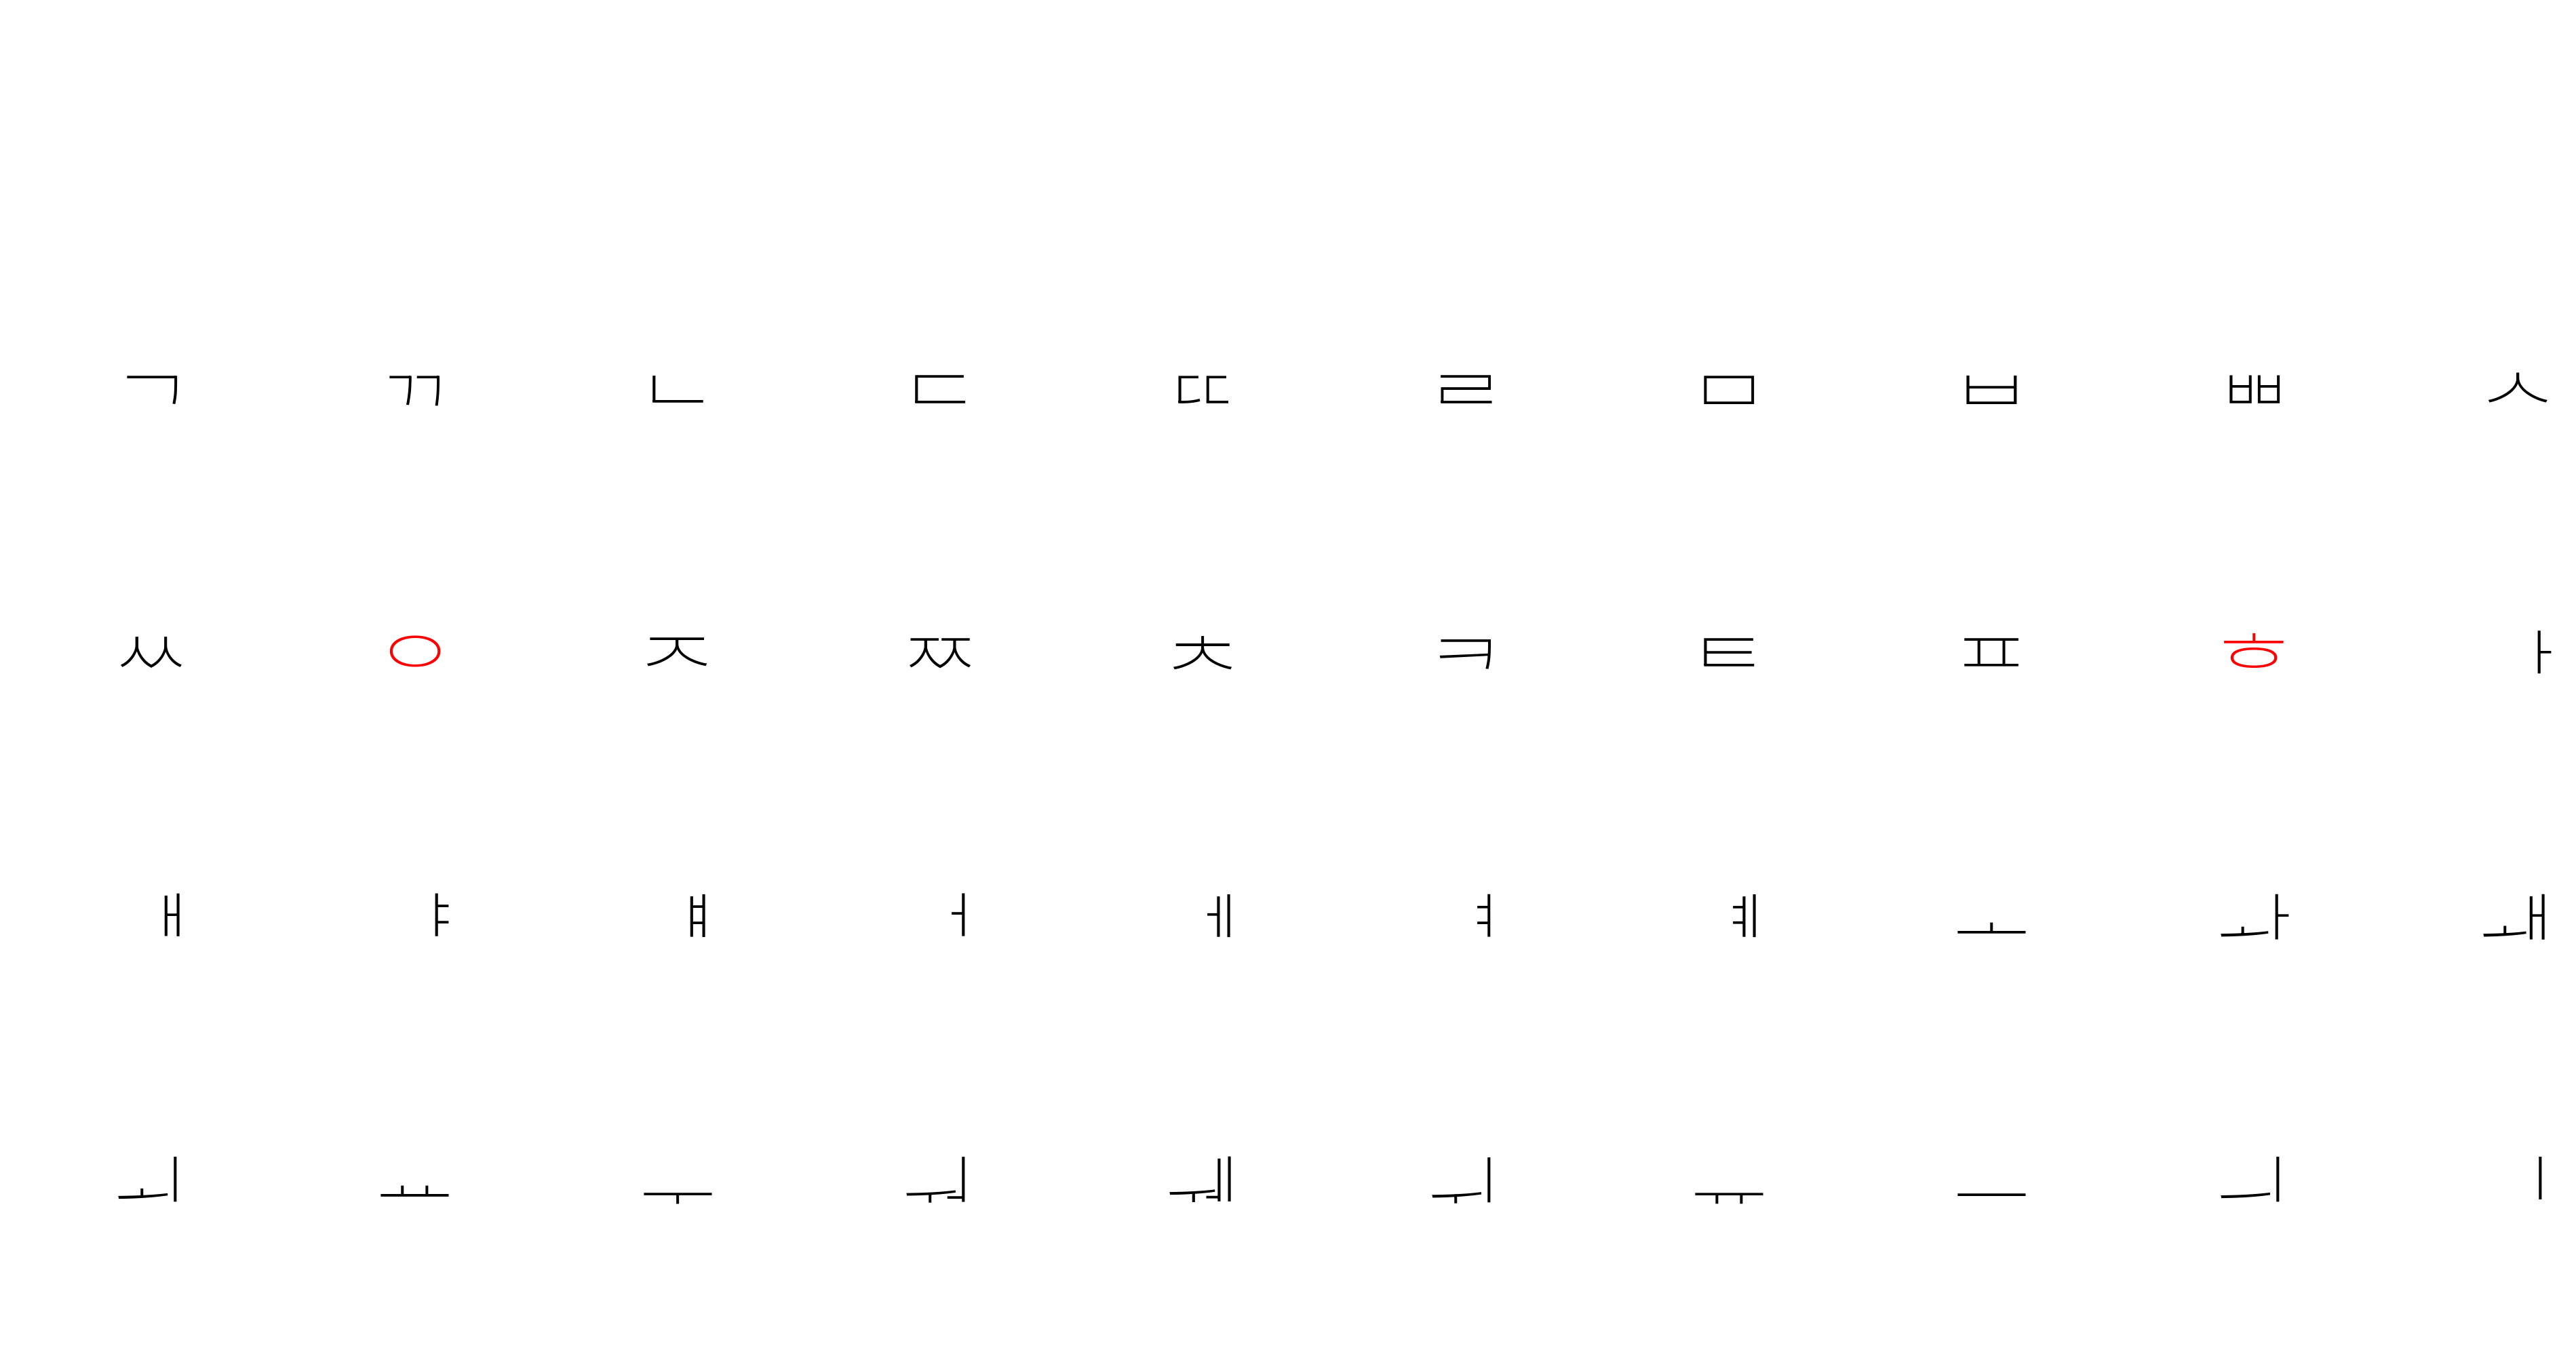 ㄱ ㄲ ㄴ ㄷ ㄸ ㄹ ㅁ ㅂ ㅃ ㅅ
ㅆ ㅇ ㅈ ㅉ ㅊ ㅋ ㅌ ㅍ ㅎ ㅏ
ㅐ ㅑ ㅒ ㅓ ㅔ ㅕ ㅖ ㅗ ㅘ ㅙ
ㅚ ㅛ ㅜ ㅝ ㅞ ㅟ ㅠ ㅡ ㅢ ㅣ